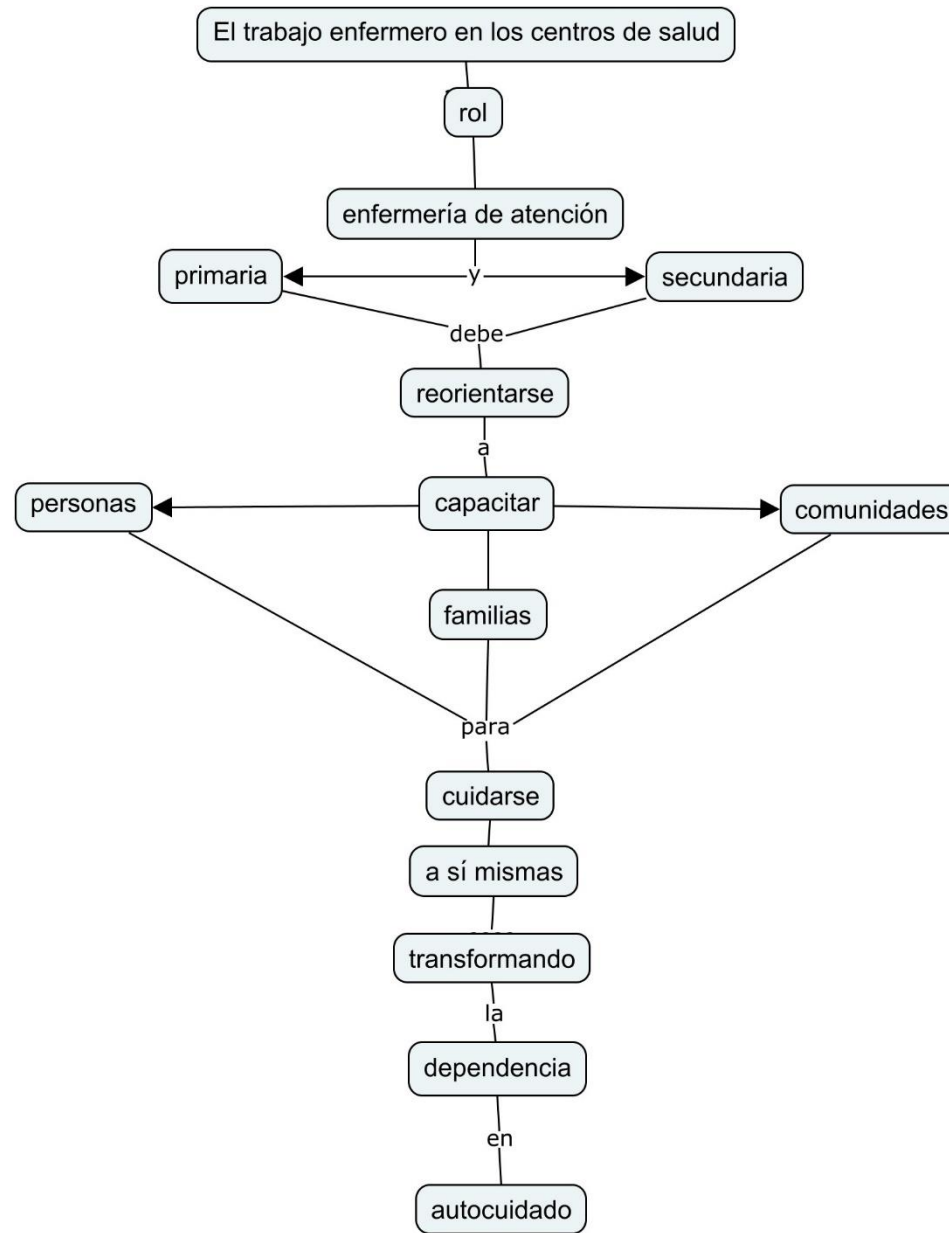 El trabajo enfermero en los centros de salud
rol
enfermería de atención
primaria
y
secundaria
debe
reorientarse
a
personas
capacitar
comunidades
familias
para
cuidarse
a sí mismas
transformando
la
dependencia
en
autocuidado